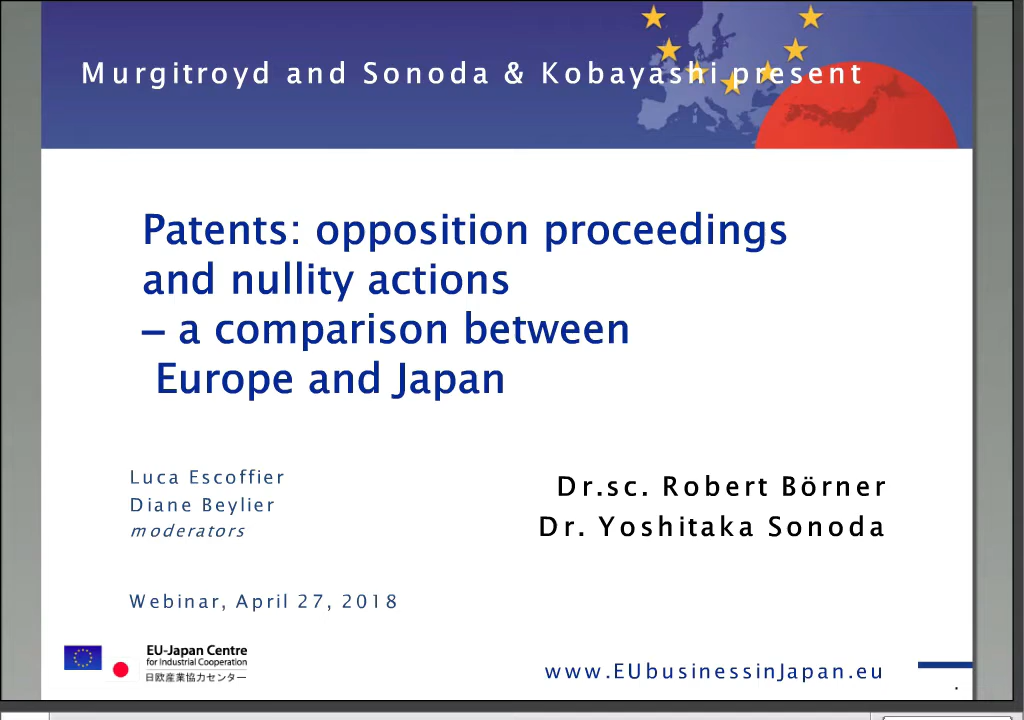 Murgitroyd and Sonoda & Kobayashi present
Patents: opposition proceedings
and nullity actions
– a comparison between
Europe and Japan
Luca Escoffier
Diane Beylier
moderators
Dr.sc. Robert Börner
Dr. Yoshitaka Sonoda
Webinar, April 27, 2018
EU-Japan Centre
for Industrial Cooperation
日欧産業協力センター
www.EUbusinessinJapan.eu